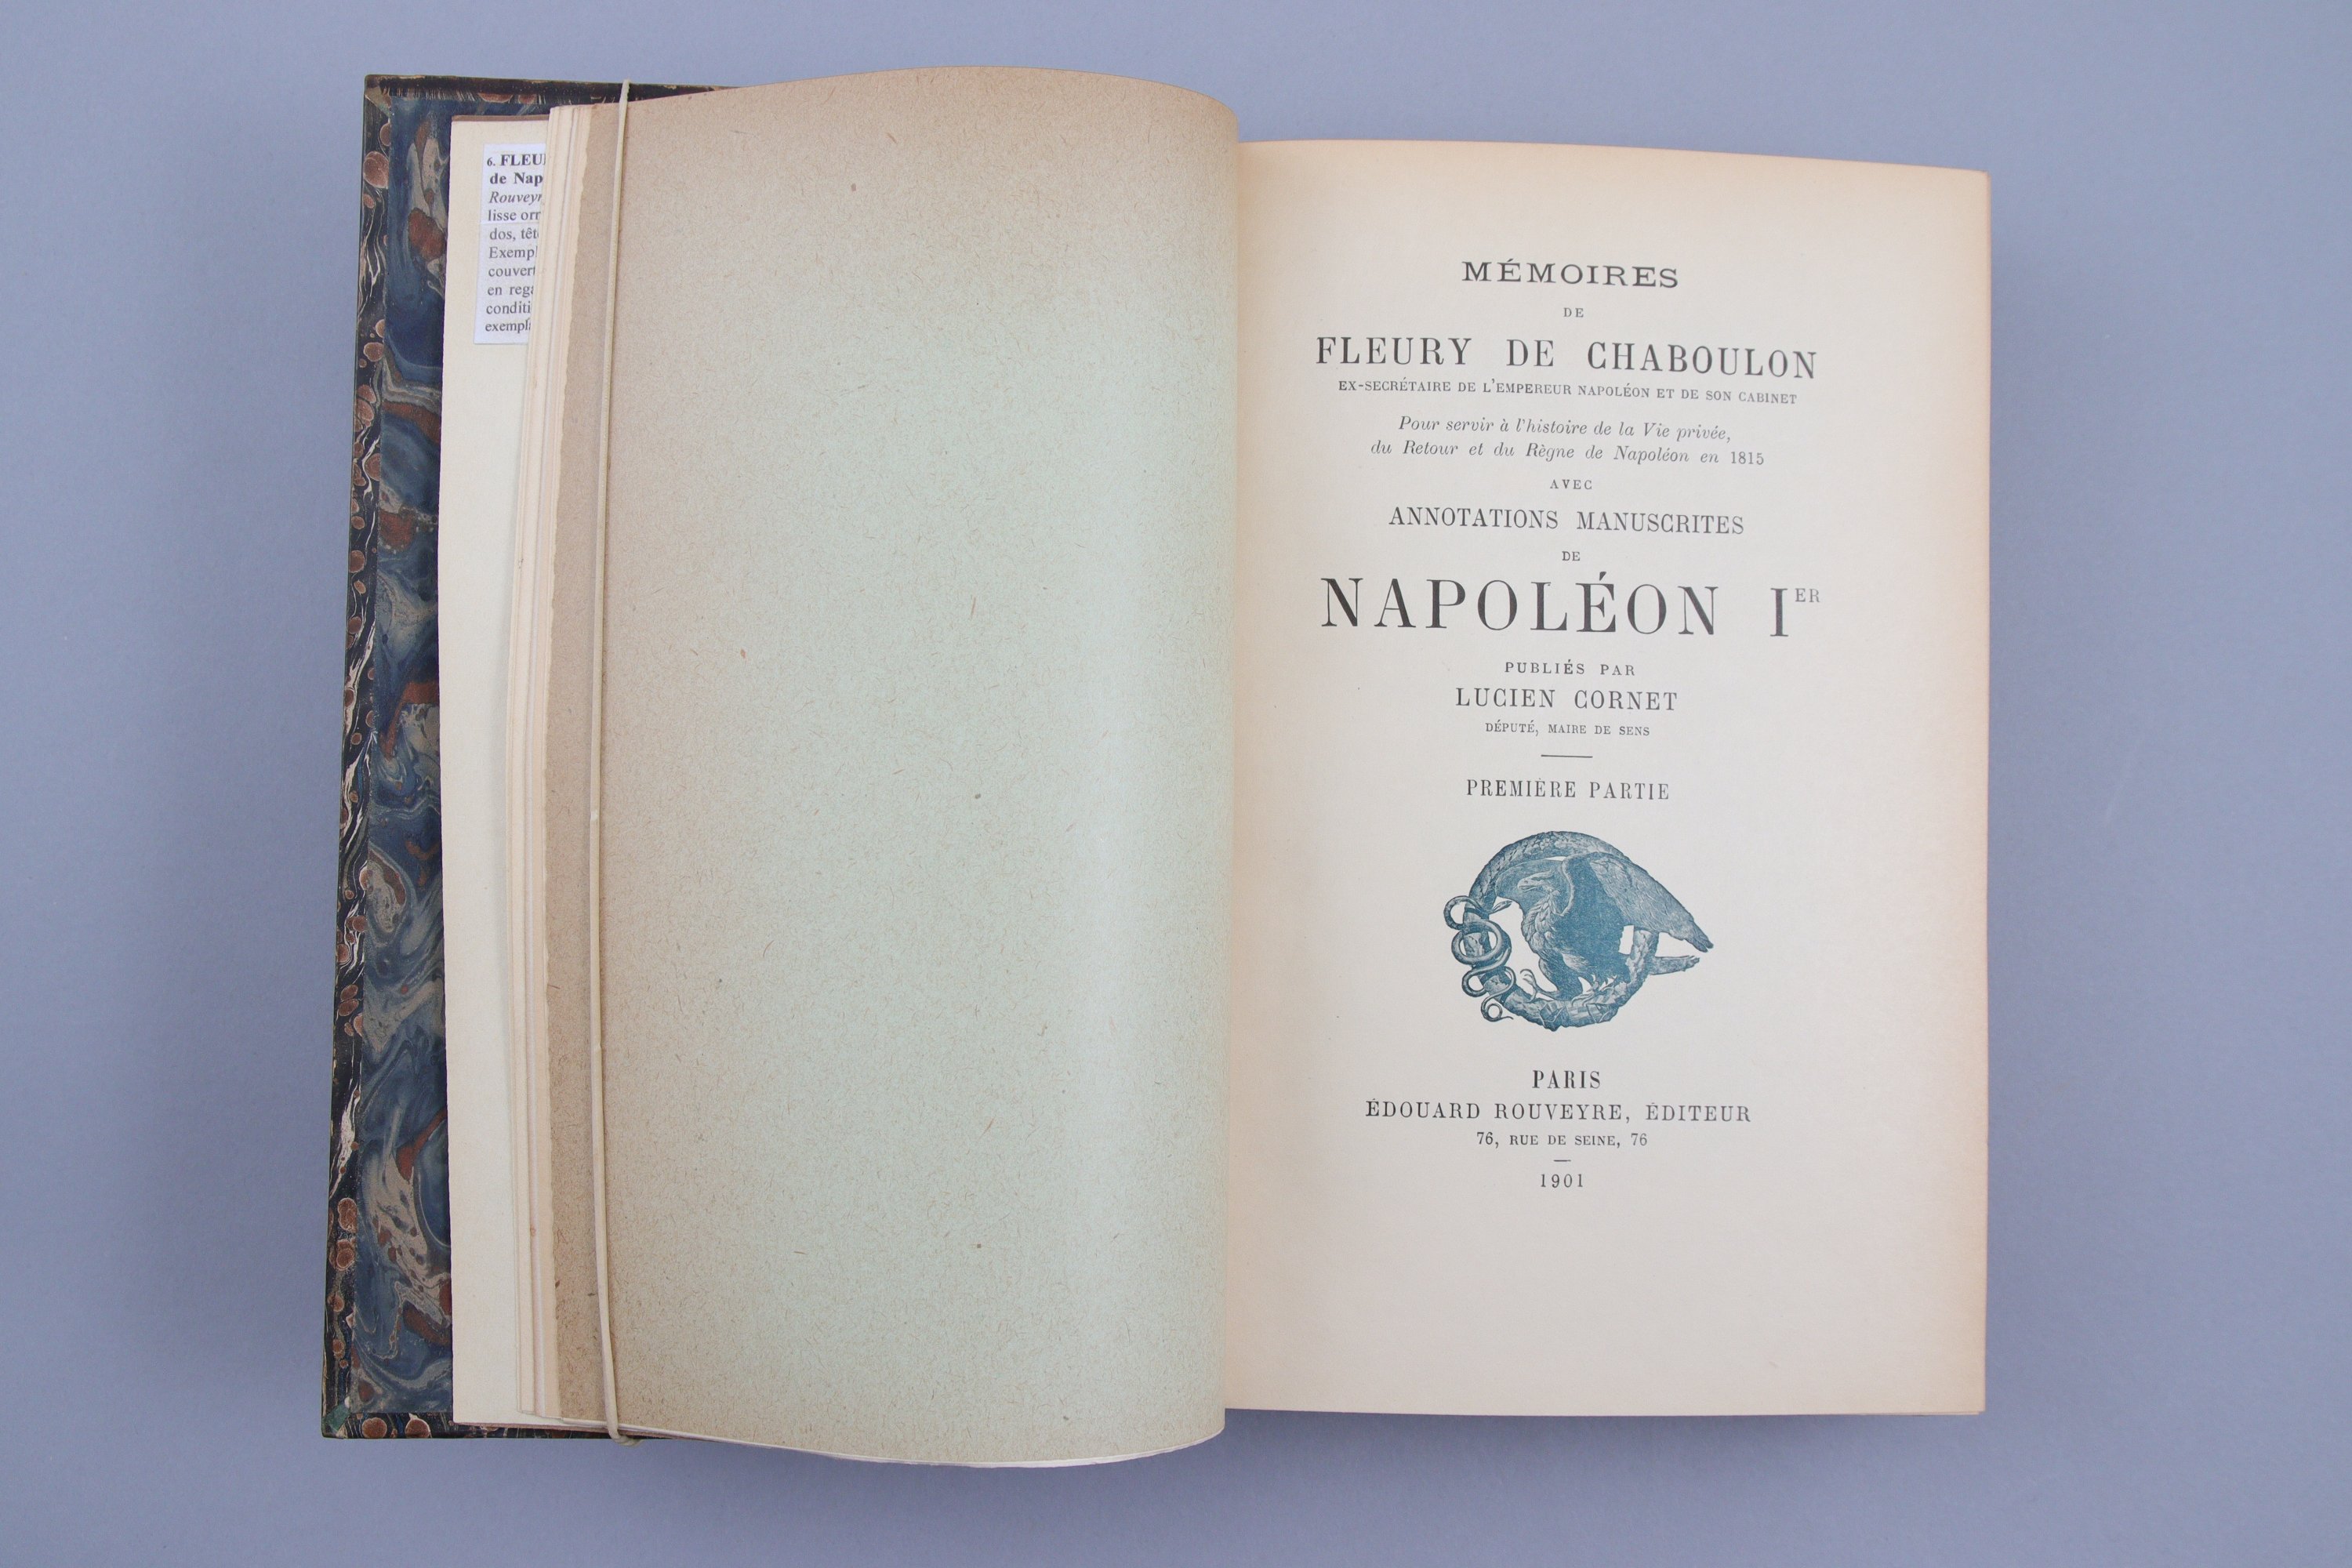 6. FLEU
de Nap
Rouveyr
lisse orr
dos, têt
Exempl
couvert
en rega
conditi
exempl
MÉMOIRES
DE
FLEURY DE CHABOULON
EX-SECRÉTAIRE DE L'EMPEREUR NAPOLÉON ET DE SON CABINET
Pour servir à l'histoire de la Vie privée,
du Retour et du Règne de Napoléon en 1815
AVEC
ANNOTATIONS MANUSCRITES
DE
NAPOLÉON IER
PUBLIÉS PAR
LUCIEN CORNET
DÉPUTÉ, MAIRE DE SENS
PREMIÈRE PARTIE
PARIS
ÉDOUARD ROUVEYRE, ÉDITEUR
76, RUE DE SEINE, 76
1901